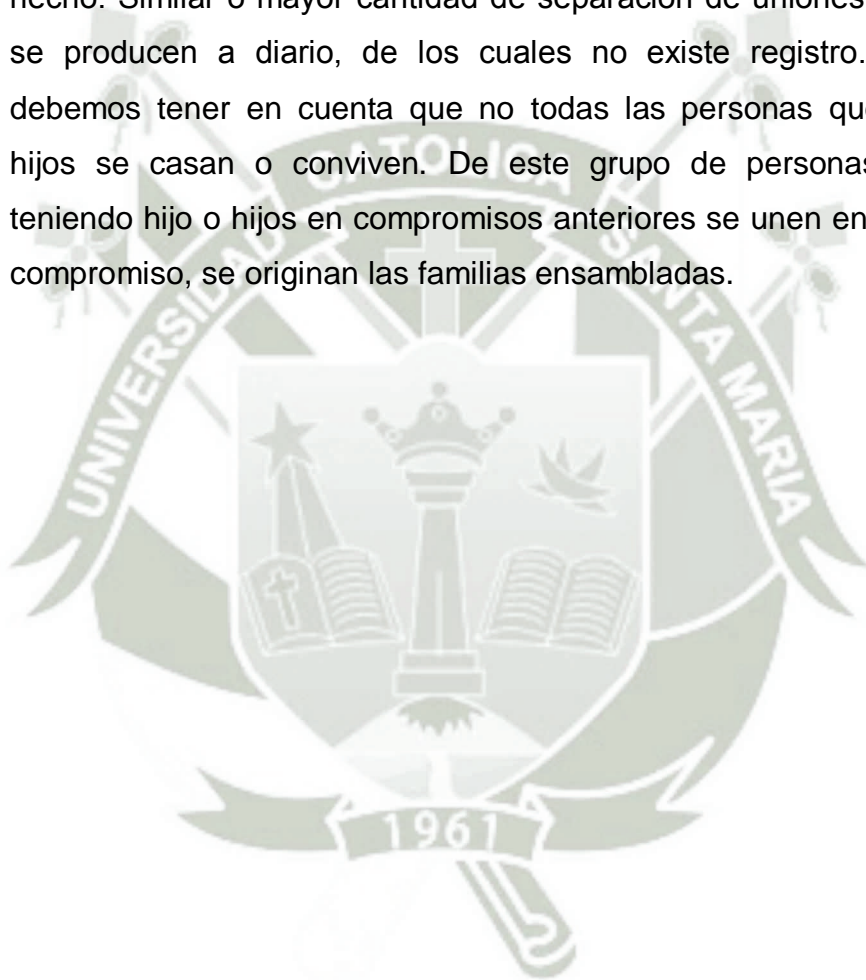 hecho. Similar o mayor cantidad de separación de uniones
se producen a diario, de los cuales no existe registro.
debemos tener en cuenta que no todas las personas que
hijos se casan o conviven. De este grupo de personas
teniendo hijo o hijos en compromisos anteriores se unen en
compromiso, se originan las familias ensambladas.
UNIVERSIDAD CATOLICA SANTA MARIA
1961